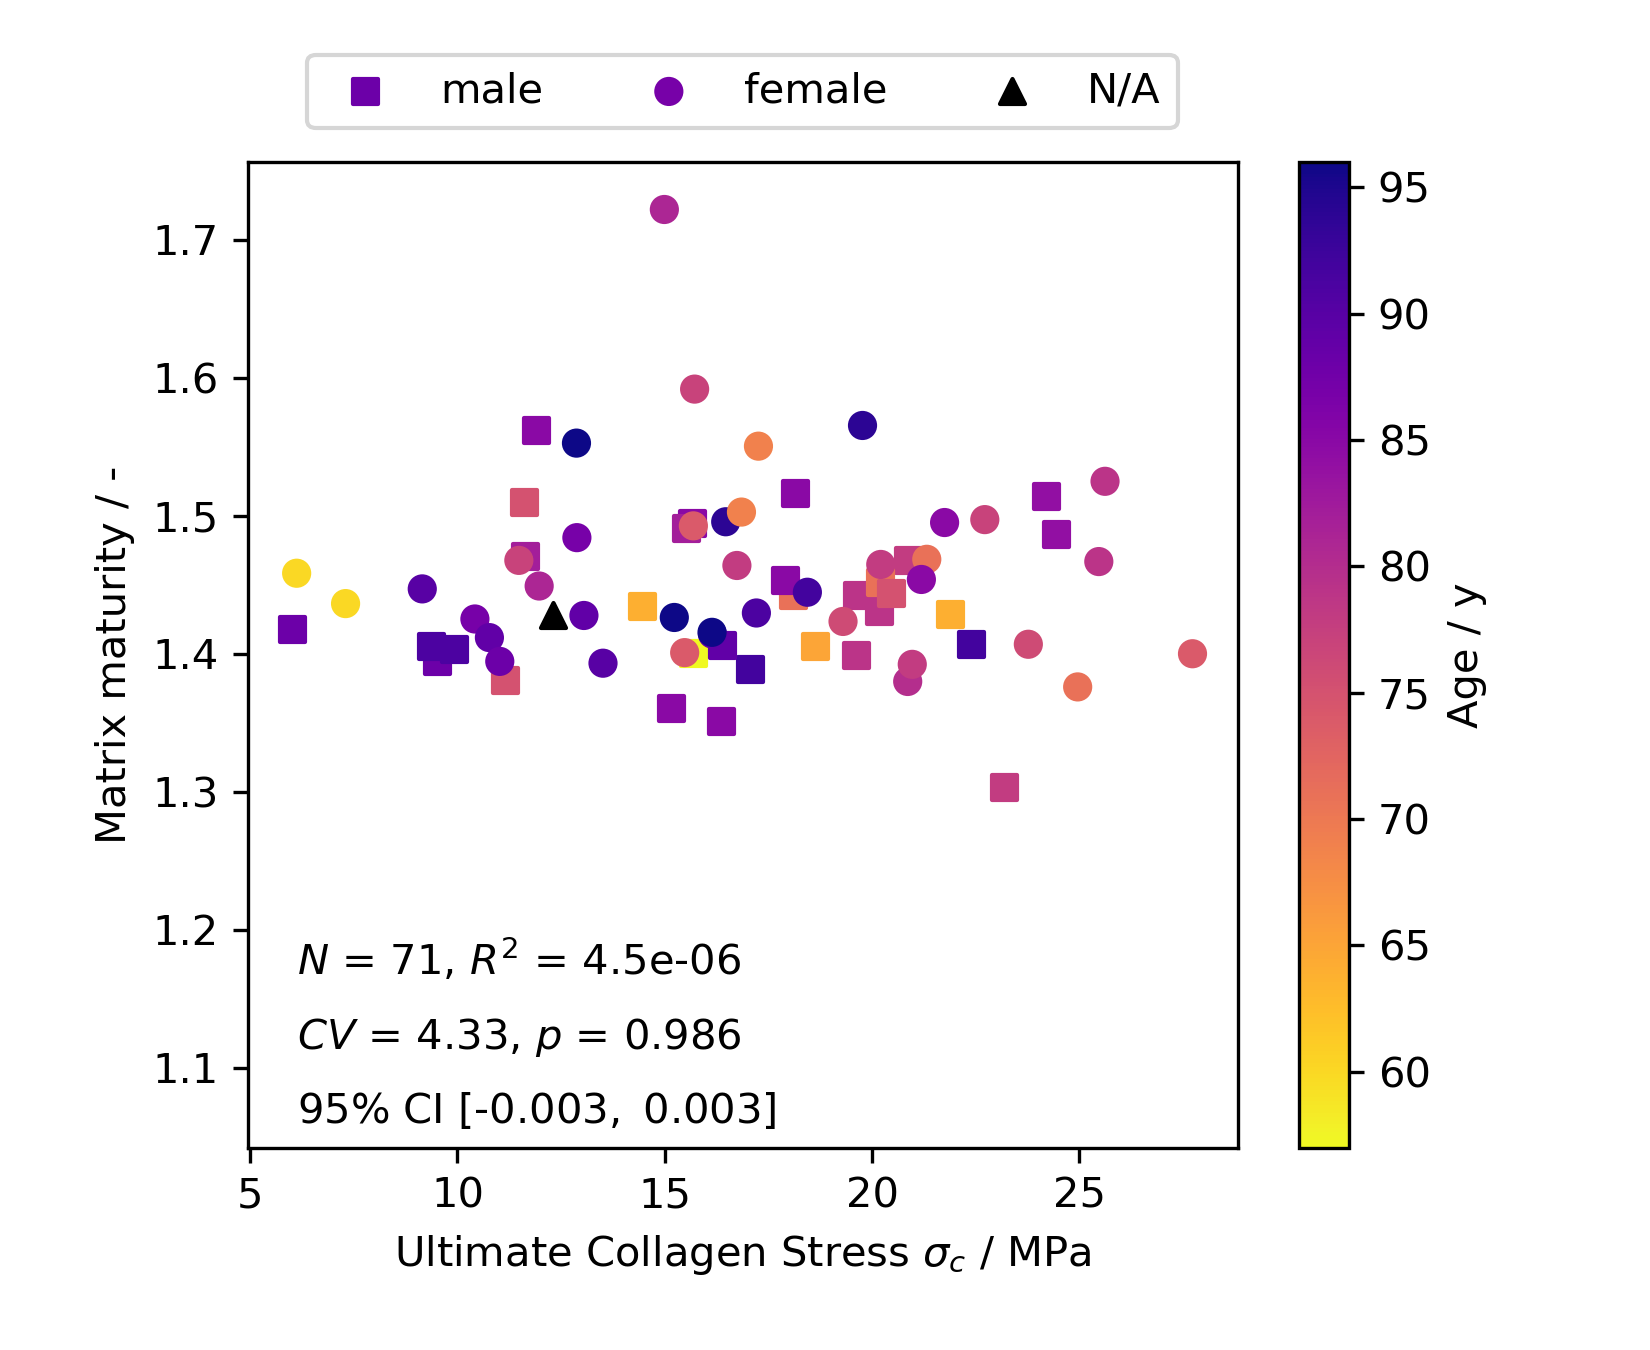 male female N/A
1.7
1.6
1.5
1.4
1.3
1.2
1.1
Matrix maturity / -
N = 71, R² = 4.5e-06
CV = 4.33, p = 0.986
95% CI [-0.003, 0.003]
5 10 15 20 25
Ultimate Collagen Stress σc / MPa
95
90
85
80
75
70
65
60
Age / y